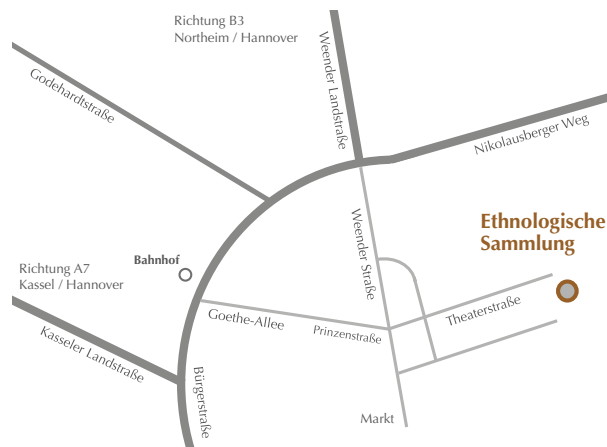 Richtung B3
Northeim / Hannover
Weender Landstraße
Godehardtstraße
Nikolausberger Weg
Ethnologische
Sammlung
Weender Straße
Bahnhof
Richtung A7
Kassel / Hannover
Goethe-Allee
Prinzenstraße
Theaterstraße
Kasseler Landstraße
Bürgerstraße
Markt